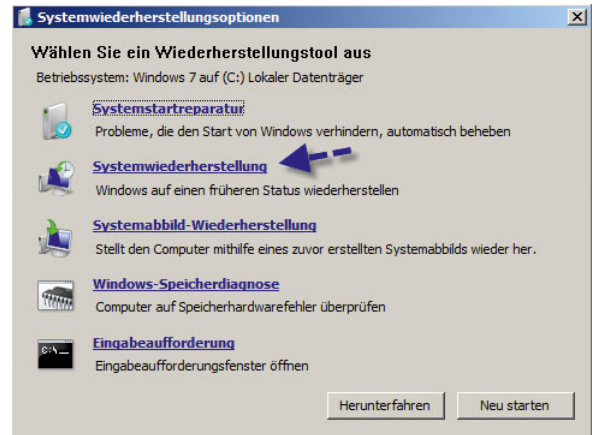 Systemwiederherstellungsoptionen
Wählen Sie ein Wiederherstellungstool aus
Betriebssystem: Windows 7 auf (C:) Lokaler Datenträger
Systemstartreparatur
Probleme, die den Start von Windows verhindern, automatisch beheben
Systemwiederherstellung
Windows auf einen früheren Status wiederherstellen
Systemabbild-Wiederherstellung
Stellt den Computer mithilfe eines zuvor erstellten Systemabbilds wieder her.
Windows-Speicherdiagnose
Computer auf Speicherhardwarefehler überprüfen
C:\_
Eingabeaufforderung
Eingabeaufforderungsfenster öffnen
Herunterfahren Neu starten